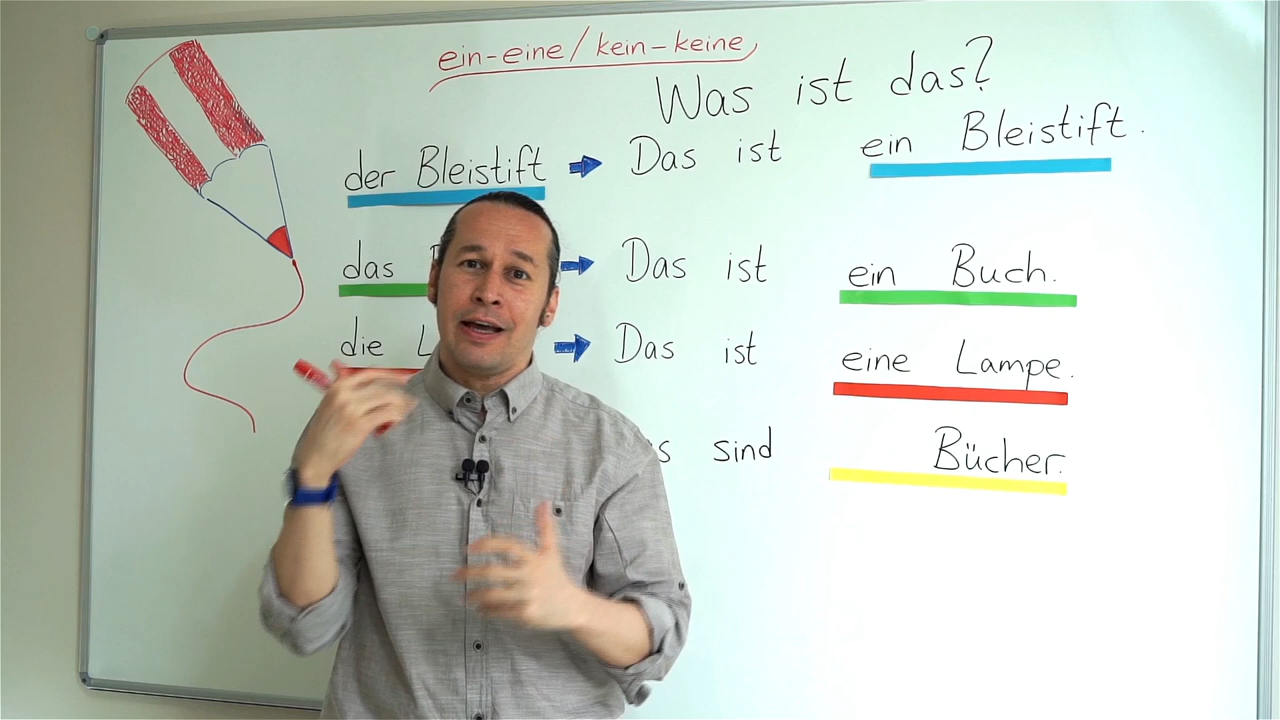 ein-eine/kein-keine
Was ist das?
der Bleistift Das ist ein Bleistift.
das Das ist ein Buch.
die Das ist eine Lampe.
sind Bücher.